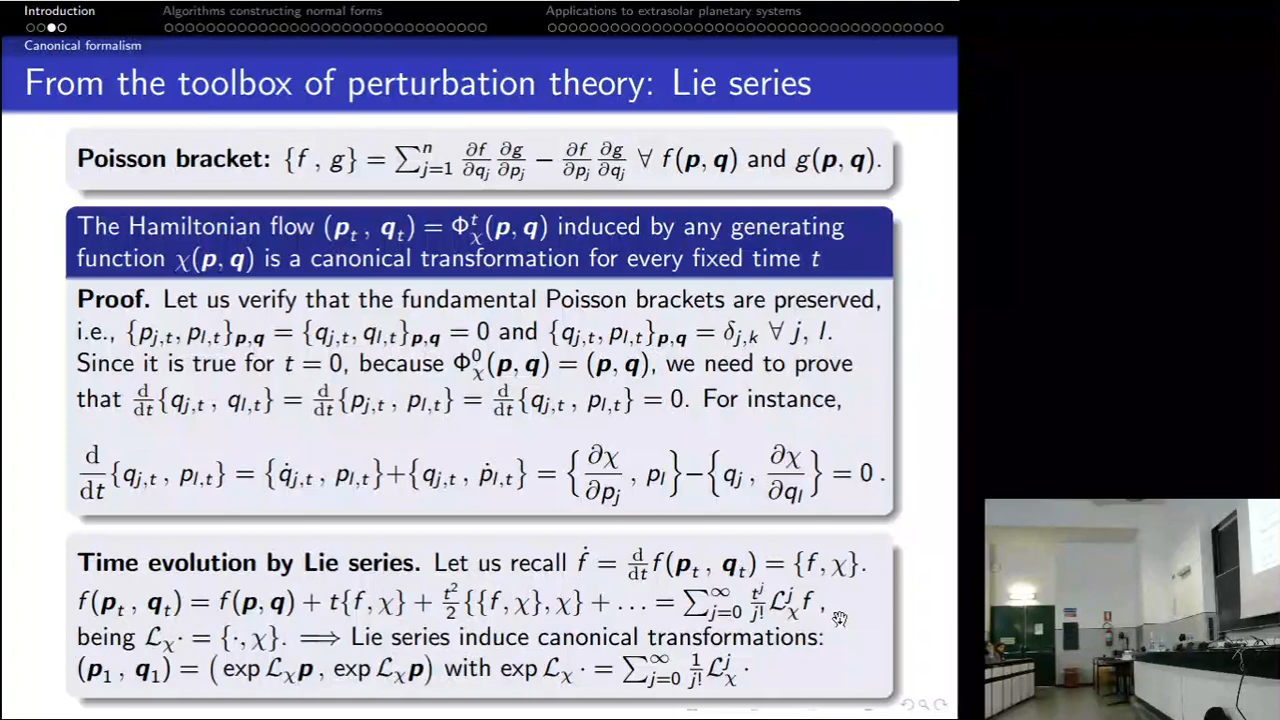 Introduction Algorithms constructing normal forms Applications to extrasolar planetary systems
Canonical formalism
From the toolbox of perturbation theory: Lie series
Poisson bracket: {f , g} = ∑ⁿ_{j=1} ∂f/∂q_j ∂g/∂p_j − ∂f/∂p_j ∂g/∂q_j ∀ f(p, q) and g(p, q).
The Hamiltonian flow (p_t , q_t) = Φ^t_χ(p, q) induced by any generating
function χ(p, q) is a canonical transformation for every fixed time t
Proof. Let us verify that the fundamental Poisson brackets are preserved,
i.e., {p_{j,t}, p_{l,t}}_{p,q} = {q_{j,t}, q_{l,t}}_{p,q} = 0 and {q_{j,t}, p_{l,t}}_{p,q} = δ_{j,k} ∀ j, l.
Since it is true for t = 0, because Φ^0_χ(p, q) = (p, q), we need to prove
that d/dt{q_{j,t} , q_{l,t}} = d/dt{p_{j,t} , p_{l,t}} = d/dt{q_{j,t} , p_{l,t}} = 0. For instance,
d/dt {q_{j,t} , p_{l,t}} = {q̇_{j,t} , p_{l,t}}+{q_{j,t} , ṗ_{l,t}} = {∂χ/∂p_j , p_l}−{q_j , ∂χ/∂q_l} = 0 .
Time evolution by Lie series. Let us recall ḟ = d/dt f(p_t , q_t) = {f, χ}.
f(p_t , q_t) = f(p, q) + t{f, χ} + t²/2 {{f, χ}, χ} + … = ∑^∞_{j=0} t^j/j! 𝓛^j_χ f ,
being 𝓛_χ· = {·, χ}. ⟹ Lie series induce canonical transformations:
(p_1 , q_1) = (exp 𝓛_χ p , exp 𝓛_χ p) with exp 𝓛_χ · = ∑^∞_{j=0} 1/j! 𝓛^j_χ ·